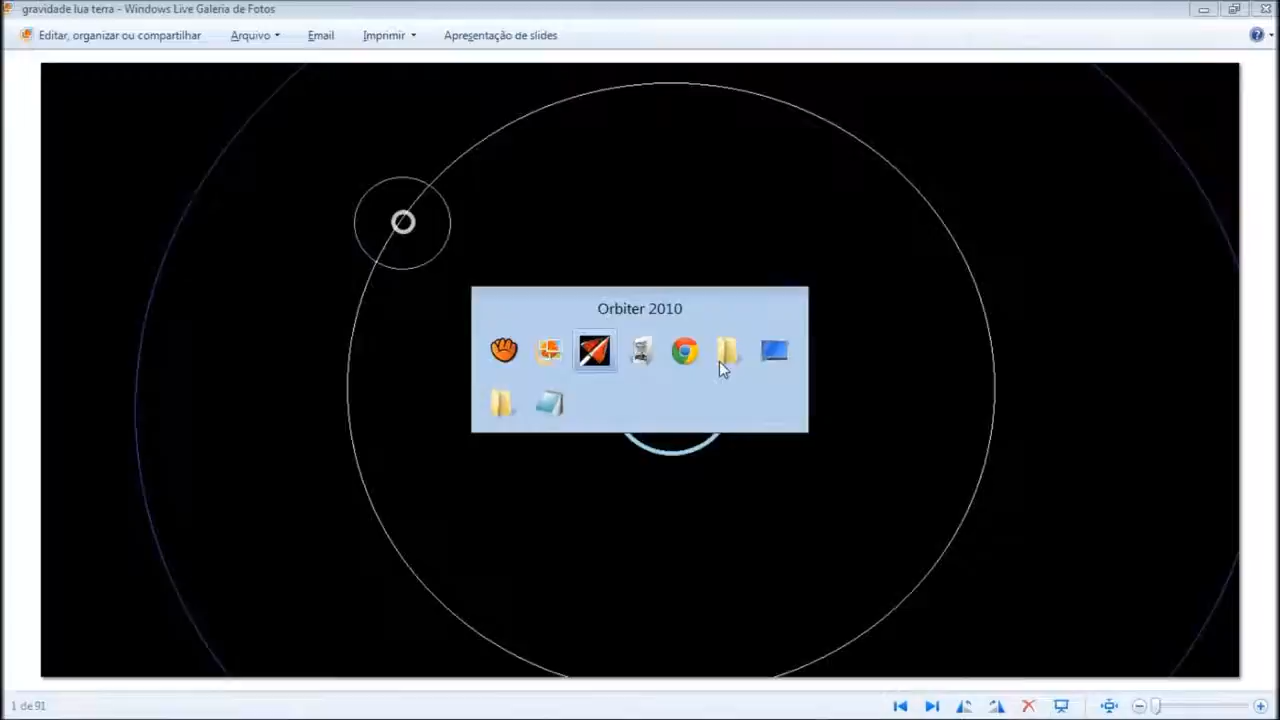 gravidade lua terra - Windows Live Galeria de Fotos
Editar, organizar ou compartilhar Arquivo Email Imprimir Apresentação de slides
Orbiter 2010
1 de 91